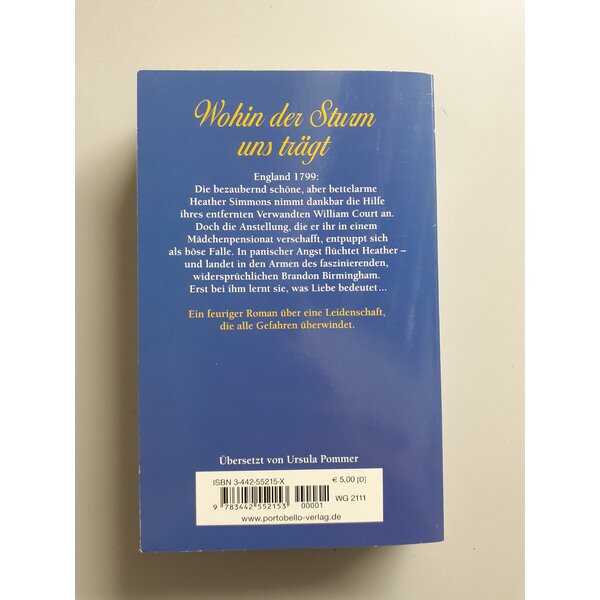 Wohin der Sturm
uns trägt
England 1799:
Die bezaubernd schöne, aber bettelarme
Heather Simmons nimmt dankbar die Hilfe
ihres entfernten Verwandten William Court an.
Doch die Anstellung, die er ihr in einem
Mädchenpensionat verschafft, entpuppt sich
als böse Falle. In panischer Angst flüchtet Heather –
und landet in den Armen des faszinierenden,
widersprüchlichen Brandon Birmingham.
Erst bei ihm lernt sie, was Liebe bedeutet ...
Ein feuriger Roman über eine Leidenschaft,
die alle Gefahren überwindet.
Übersetzt von Ursula Pommer
ISBN 3-442-55215-X
€ 5,00 [D]
00001
WG 2111
9 783442 552153
www.portobello-verlag.de